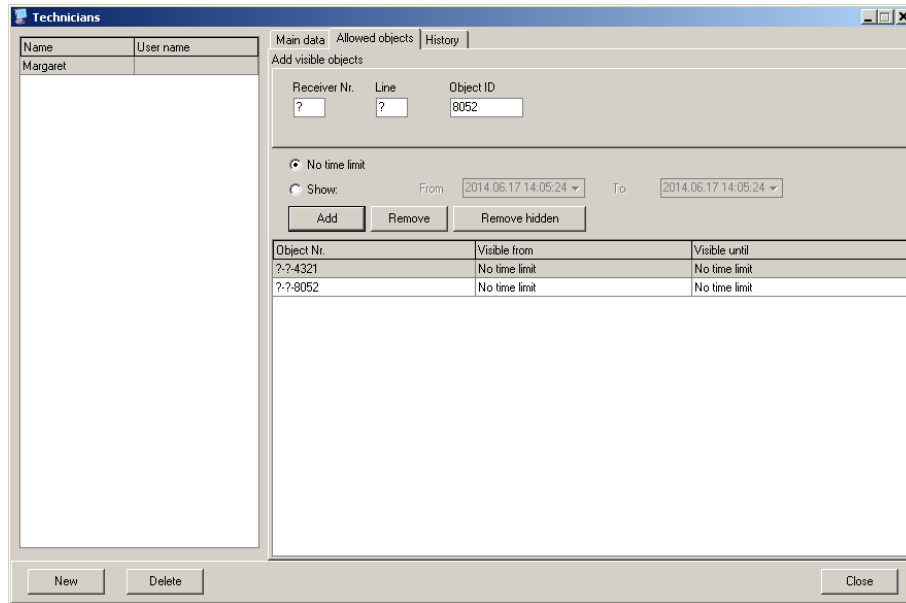 Technicians
Name User name
Margaret
Main data Allowed objects History
Add visible objects
Receiver Nr. Line Object ID
? ? 8052
No time limit
Show: From 2014.06.17 14:05:24 To 2014.06.17 14:05:24
Add Remove Remove hidden
Object Nr. Visible from Visible until
?-?-4321 No time limit No time limit
?-?-8052 No time limit No time limit
New Delete Close